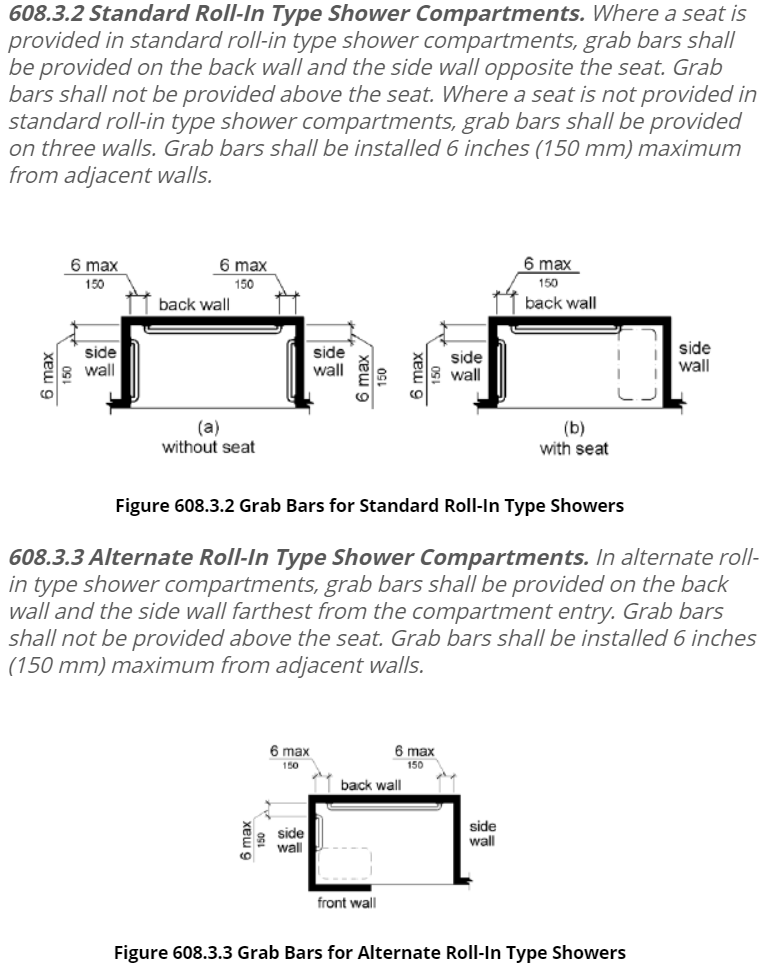 608.3.2 Standard Roll-In Type Shower Compartments. Where a seat is
provided in standard roll-in type shower compartments, grab bars shall
be provided on the back wall and the side wall opposite the seat. Grab
bars shall not be provided above the seat. Where a seat is not provided in
standard roll-in type shower compartments, grab bars shall be provided
on three walls. Grab bars shall be installed 6 inches (150 mm) maximum
from adjacent walls.
6 max
150
6 max
150
back wall
6 max
150
side
wall
side
wall
6 max
150
(a)
without seat
6 max
150
back wall
6 max
150
side
wall
side
wall
(b)
with seat
Figure 608.3.2 Grab Bars for Standard Roll-In Type Showers
608.3.3 Alternate Roll-In Type Shower Compartments. In alternate roll-
in type shower compartments, grab bars shall be provided on the back
wall and the side wall farthest from the compartment entry. Grab bars
shall not be provided above the seat. Grab bars shall be installed 6 inches
(150 mm) maximum from adjacent walls.
6 max
150
6 max
150
back wall
6 max
150
side
wall
side
wall
front wall
Figure 608.3.3 Grab Bars for Alternate Roll-In Type Showers